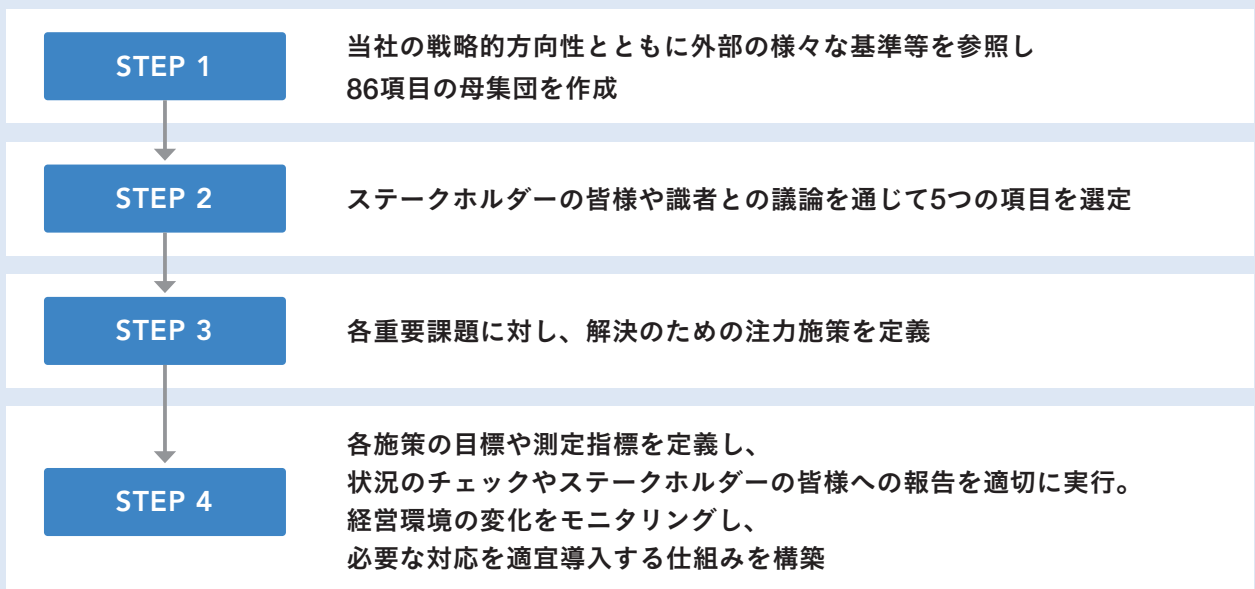 STEP 1
当社の戦略的方向性とともに外部の様々な基準等を参照し
86項目の母集団を作成
STEP 2
ステークホルダーの皆様や識者との議論を通じて5つの項目を選定
STEP 3
各重要課題に対し、解決のための注力施策を定義
STEP 4
各施策の目標や測定指標を定義し、
状況のチェックやステークホルダーの皆様への報告を適切に実行。
経営環境の変化をモニタリングし、
必要な対応を適宜導入する仕組みを構築